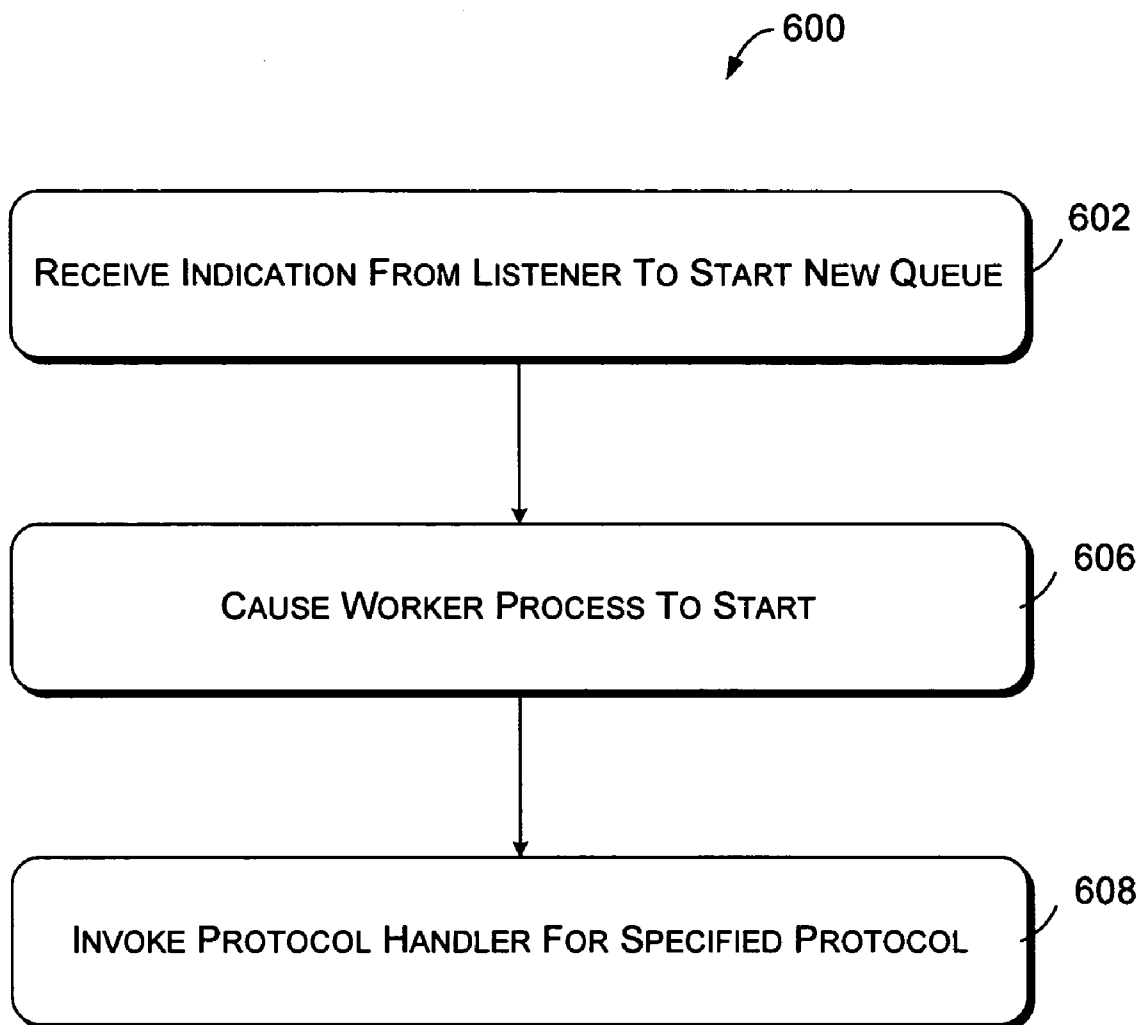 600
RECEIVE INDICATION FROM LISTENER TO START NEW QUEUE
602
CAUSE WORKER PROCESS TO START
606
INVOKE PROTOCOL HANDLER FOR SPECIFIED PROTOCOL
608